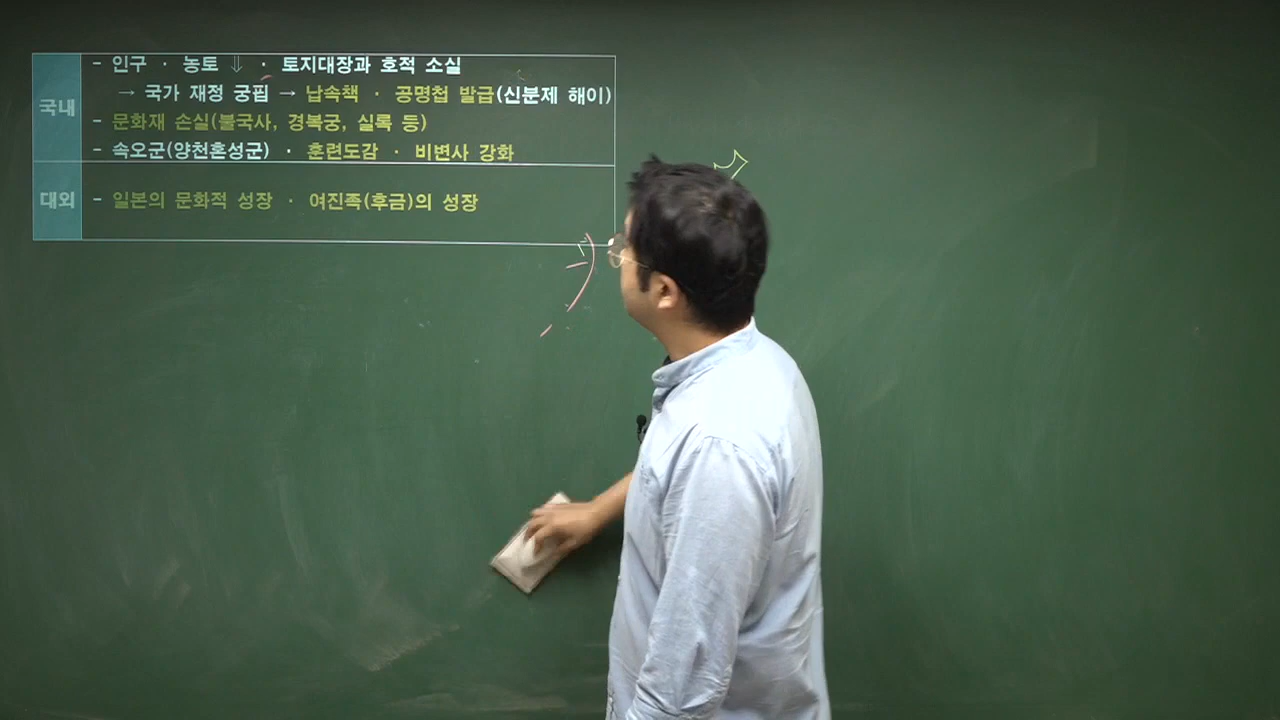 국내
- 인구 · 농토 ⇩ · 토지대장과 호적 소실
→ 국가 재정 궁핍 → 납속책 · 공명첩 발급(신분제 해이)
- 문화재 손실(불국사, 경복궁, 실록 등)
- 속오군(양천혼성군) · 훈련도감 · 비변사 강화
대외
- 일본의 문화적 성장 · 여진족(후금)의 성장